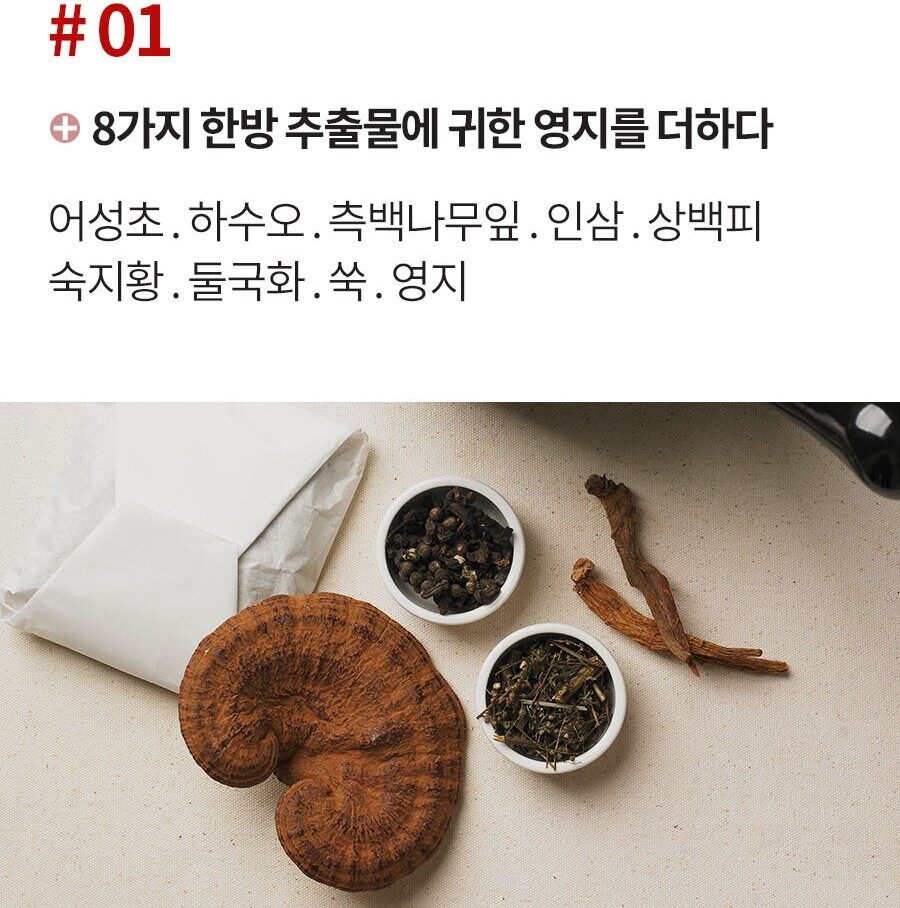 # 01
8가지 한방 추출물에 귀한 영지를 더하다
어성초 . 하수오 . 측백나무잎 . 인삼 . 상백피
숙지황 . 둘국화 . 쑥 . 영지